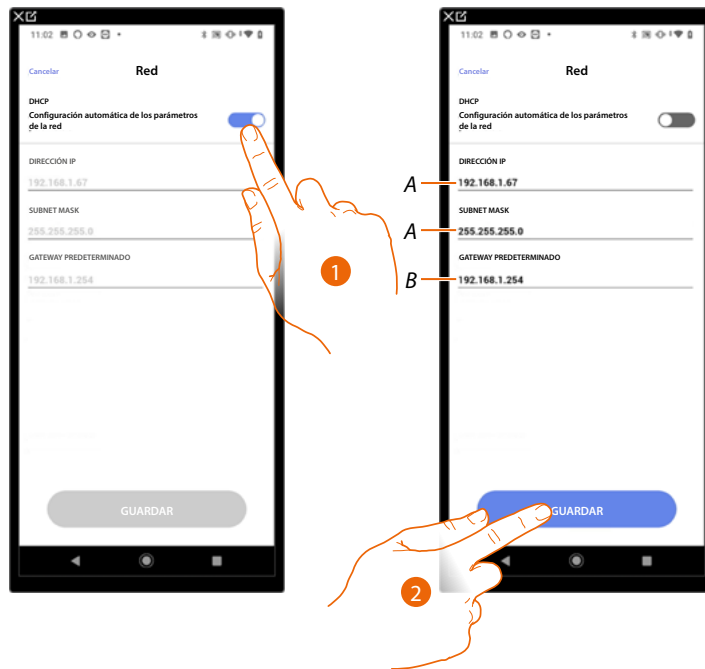 11:02
Cancelar
Red
DHCP
Configuración automática de los parámetros
de la red
DIRECCIÓN IP
192.168.1.67
SUBNET MASK
255.255.255.0
GATEWAY PREDETERMINADO
192.168.1.254
GUARDAR
1
11:02
Cancelar
Red
DHCP
Configuración automática de los parámetros
de la red
DIRECCIÓN IP
A
192.168.1.67
SUBNET MASK
A
255.255.255.0
GATEWAY PREDETERMINADO
B
192.168.1.254
GUARDAR
2